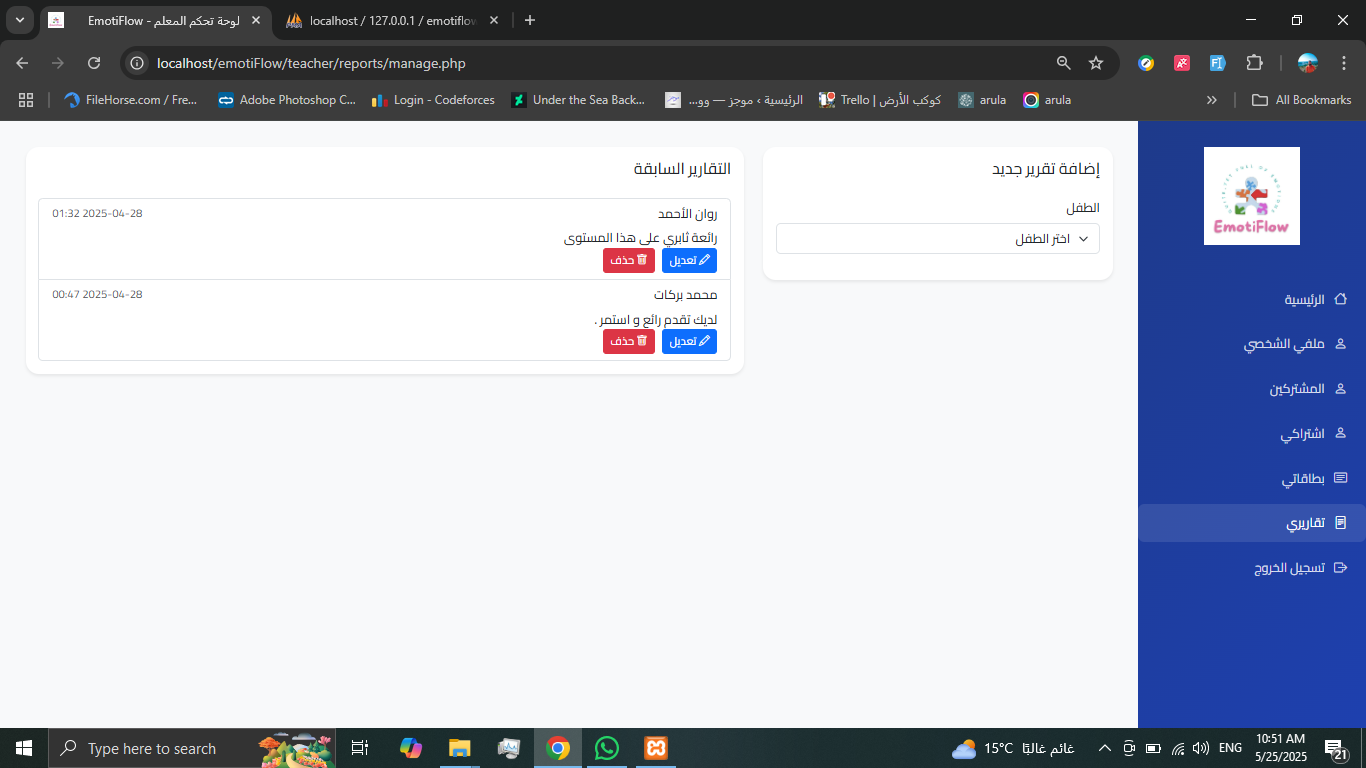 EmotiFlow - لوحة تحكم المعلم
localhost / 127.0.0.1 / emotiflow
localhost/emotiFlow/teacher/reports/manage.php
FileHorse.com / Fre...
Adobe Photoshop C...
Login - Codeforces
Under the Sea Back...
الرئيسية › موجز — وو...
كوكب الأرض | Trello
arula
arula
All Bookmarks
EmotiFlow
الرئيسية
ملفي الشخصي
المشتركين
اشتراكي
بطاقاتي
تقاريري
تسجيل الخروج
إضافة تقرير جديد
الطفل
اختر الطفل
التقارير السابقة
روان الأحمد
2025-04-28 01:32
رائعة ثابري على هذا المستوى
تعديل
حذف
محمد بركات
2025-04-28 00:47
لديك تقدم رائع و استمر .
تعديل
حذف
Type here to search
15°C غائم غالبًا
ENG
10:51 AM
5/25/2025
21